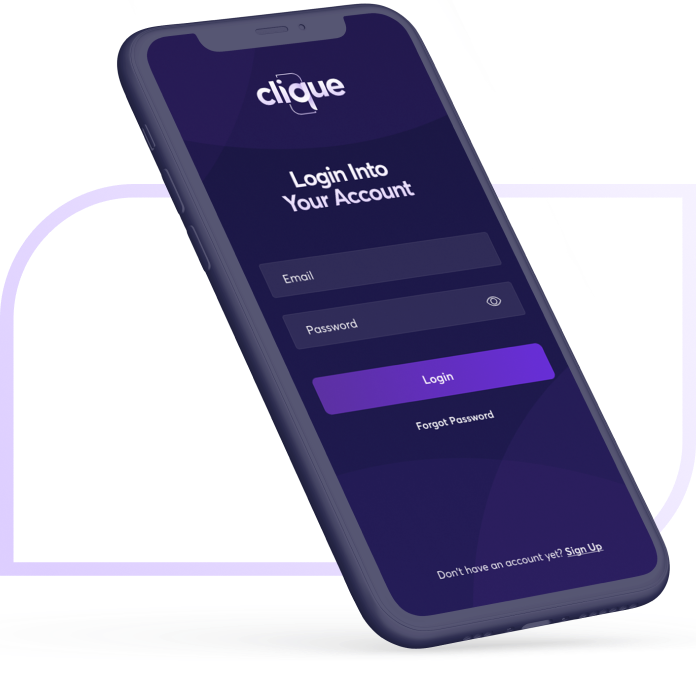 clique
Login Into
Your Account
Email
Password
Login
Forgot Password
Don't have an account yet? Sign Up